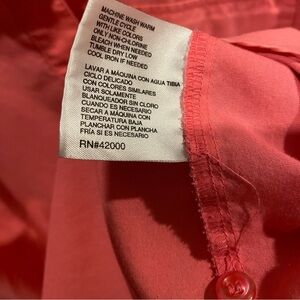 MACHINE WASH WARM
GENTLE CYCLE
WITH LIKE COLORS
ONLY NON-CHLORINE
BLEACH WHEN NEEDED
TUMBLE DRY LOW
COOL IRON IF NEEDED
LAVAR A MAQUINA CON AGUA TIBIA
CICLO DELICADO
CON COLORES SIMILARES
USAR SOLAMENTE
BLANQUEADOR SIN CLORO
CUANDO ES NECESARIO
SECAR A MAQUINA CON
TEMPERATURA BAJA
PLANCHAR CON PLANCHA
FRÍA SI ES NECESARIO
RN#42000